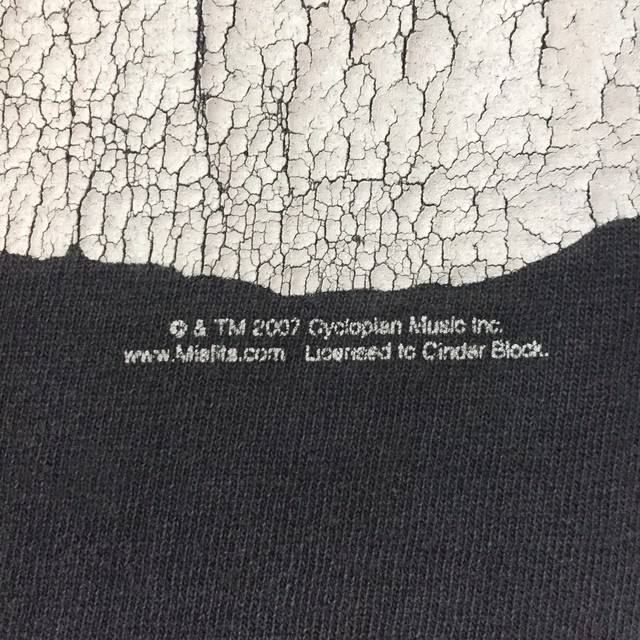 © & TM 2007 Cyclopian Music Inc.
www.Misfits.com Licensed to Cinder Block.